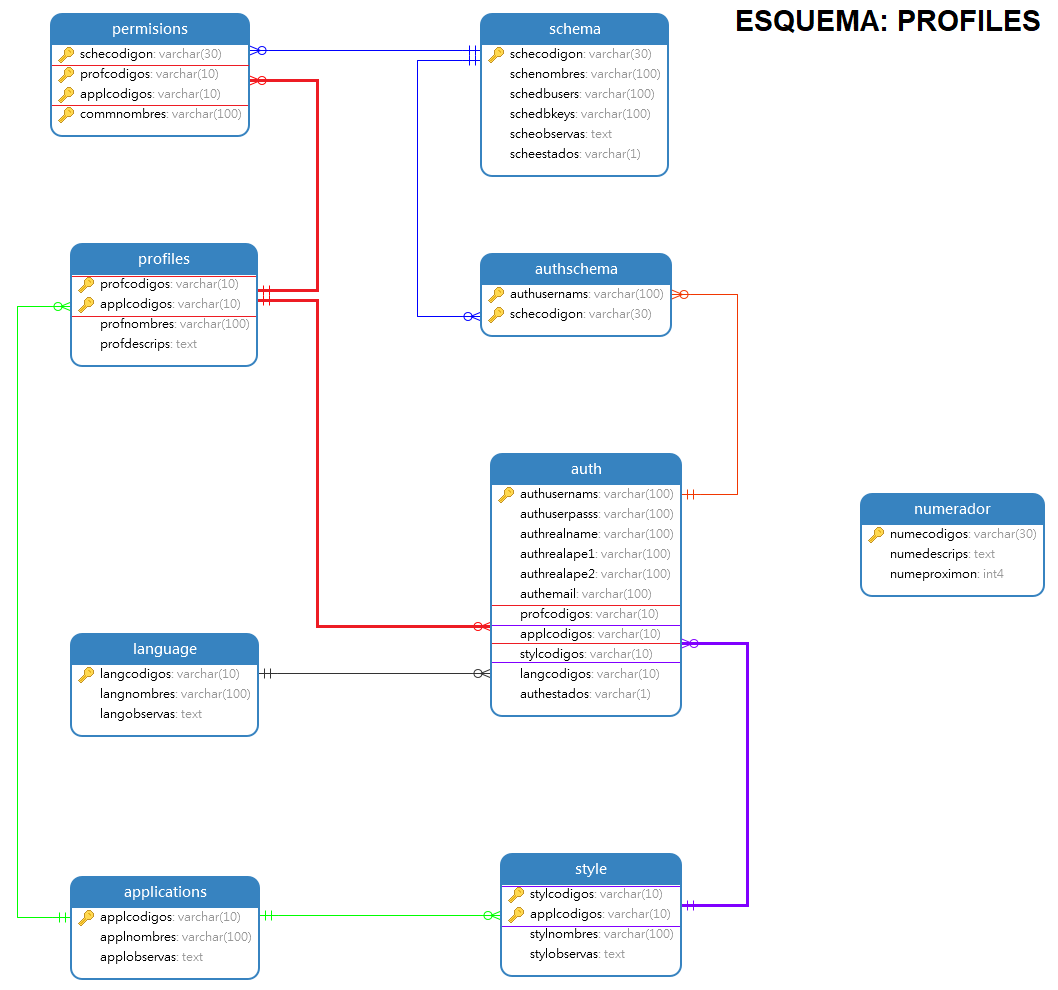 ESQUEMA: PROFILES
permisions
schecodigon: varchar(30)
profcodigos: varchar(10)
applcodigos: varchar(10)
commnombres: varchar(100)
schema
schecodigon: varchar(30)
schenombres: varchar(100)
schedbusers: varchar(100)
schedbkeys: varchar(100)
scheobservas: text
scheestados: varchar(1)
profiles
profcodigos: varchar(10)
applcodigos: varchar(10)
profnombres: varchar(100)
profdescrips: text
authschema
authusernams: varchar(100)
schecodigon: varchar(30)
auth
authusernams: varchar(100)
authuserpasss: varchar(100)
authrealname: varchar(100)
authrealape1: varchar(100)
authrealape2: varchar(100)
authemail: varchar(100)
profcodigos: varchar(10)
applcodigos: varchar(10)
stylcodigos: varchar(10)
langcodigos: varchar(10)
authestados: varchar(1)
numerador
numecodigos: varchar(30)
numedescrips: text
numeproximon: int4
language
langcodigos: varchar(10)
langnombres: varchar(100)
langobservas: text
applications
applcodigos: varchar(10)
applnombres: varchar(100)
applobservas: text
style
stylcodigos: varchar(10)
applcodigos: varchar(10)
stylnombres: varchar(100)
stylobservas: text